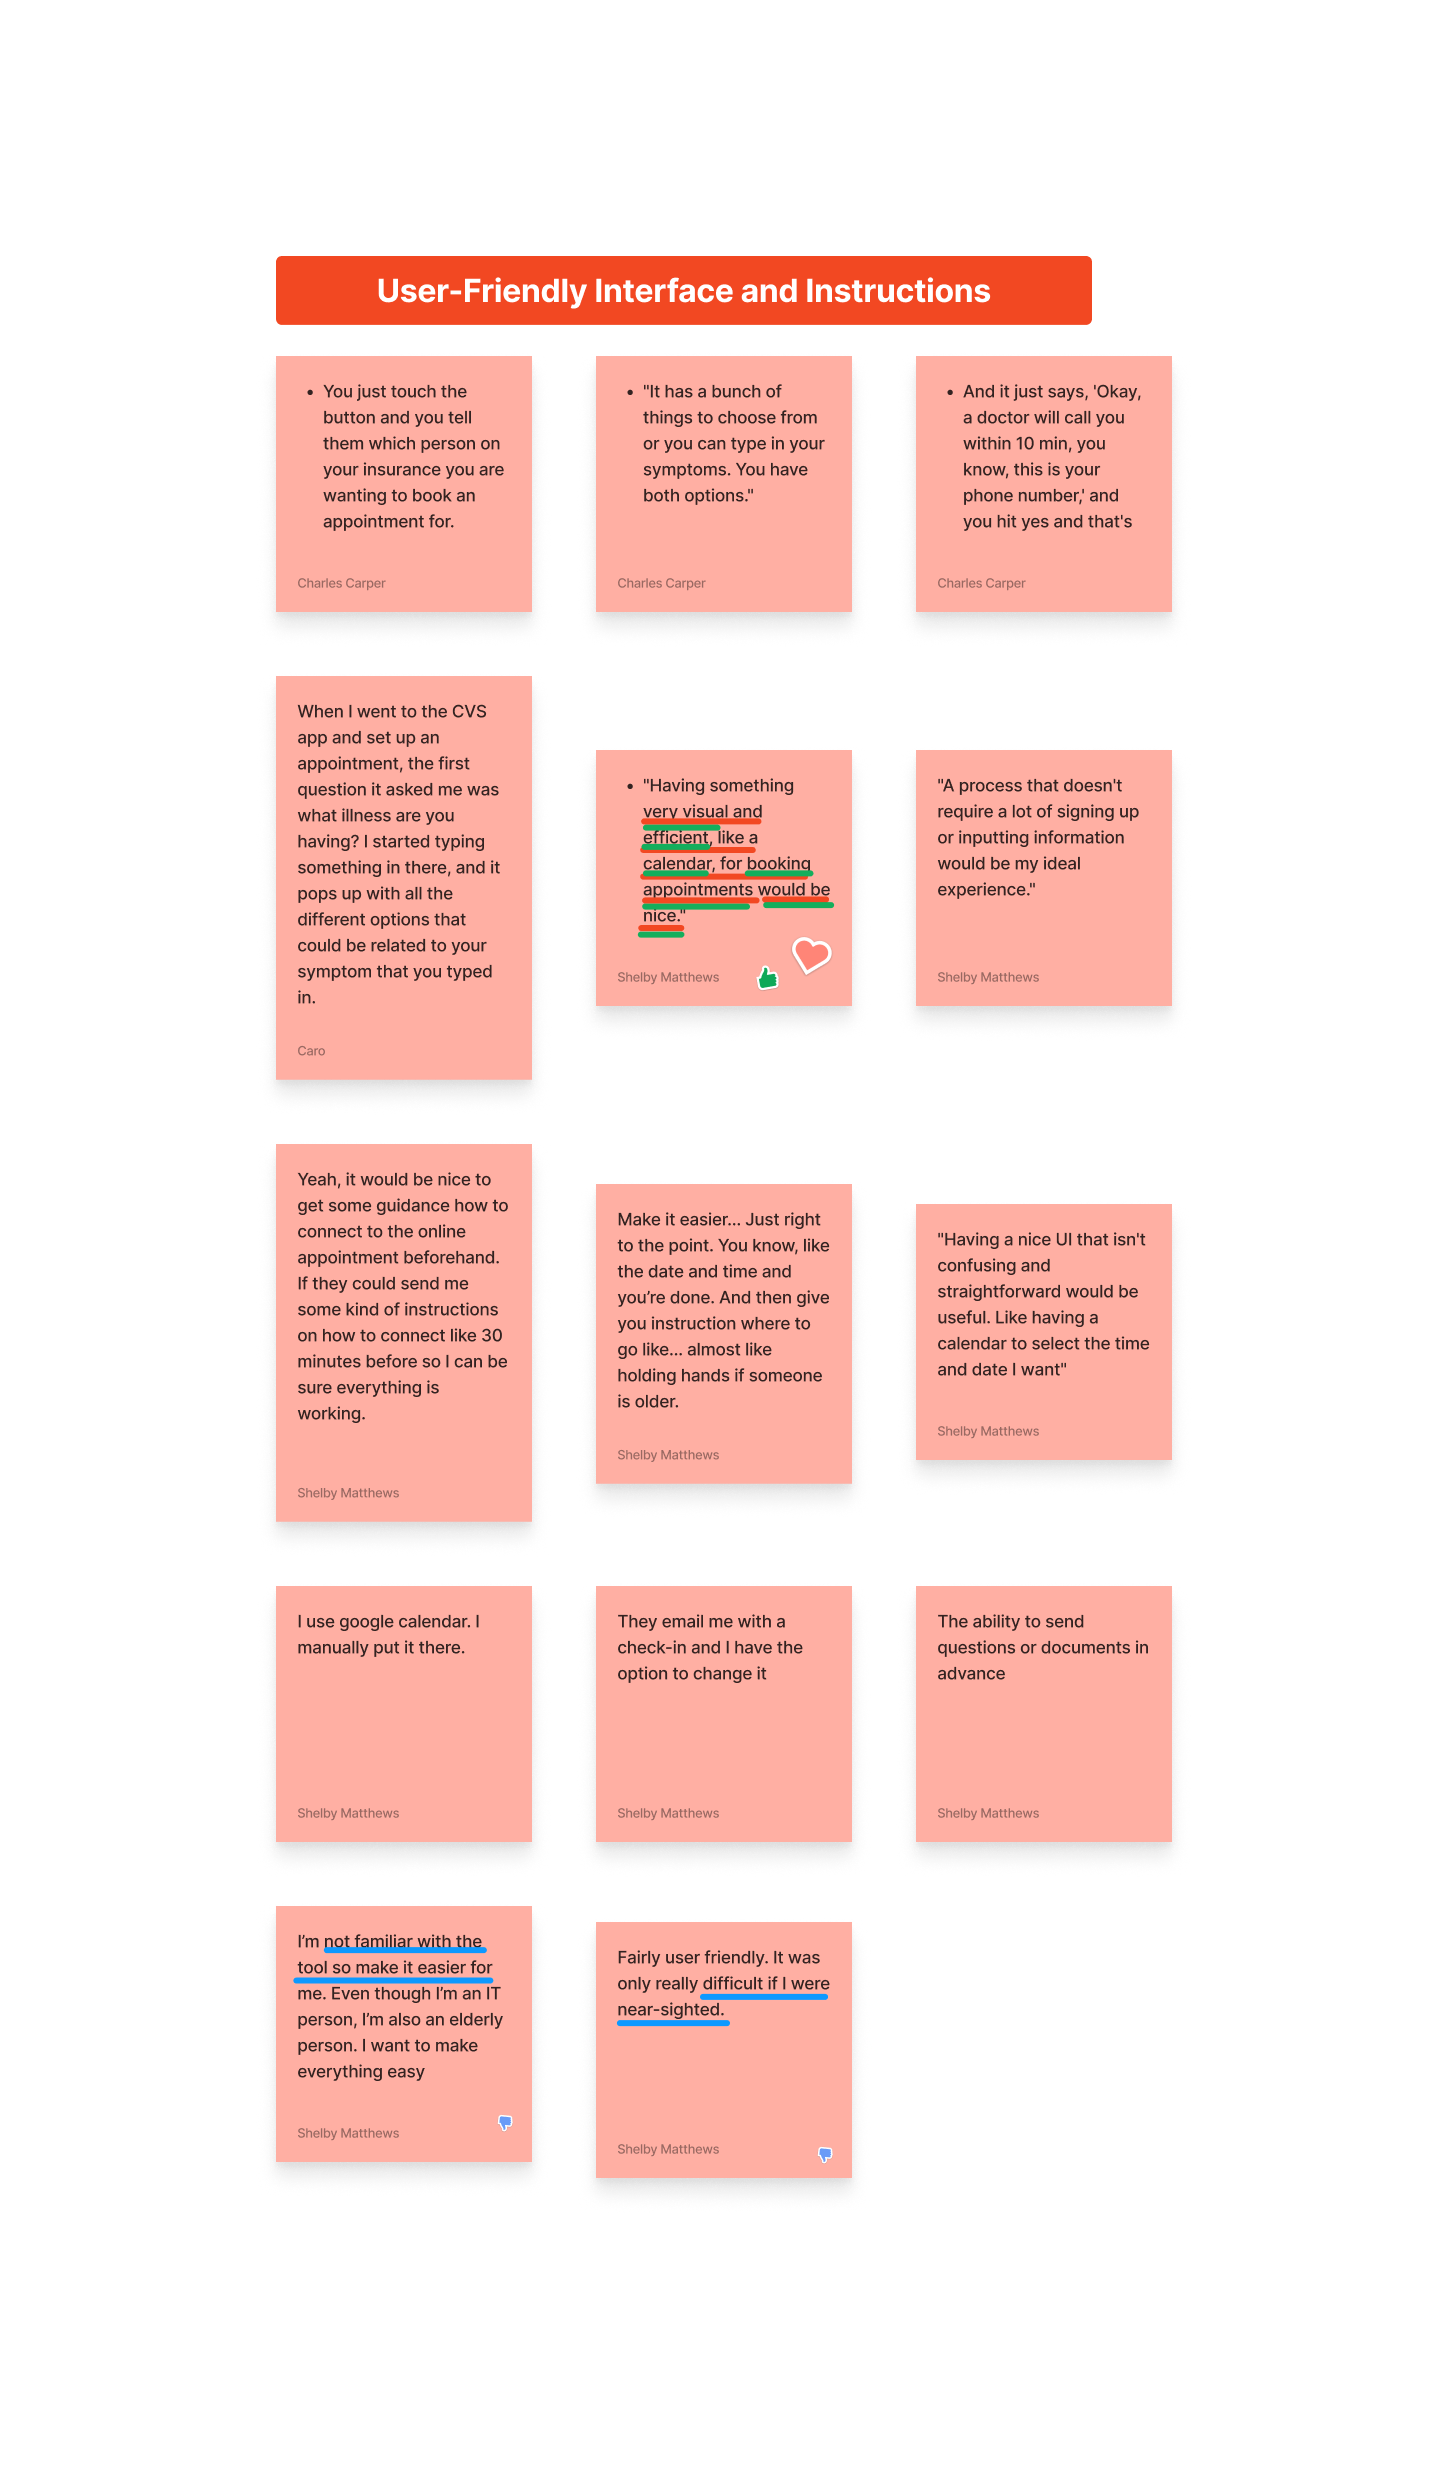 User-Friendly Interface and Instructions
• You just touch the
button and you tell
them which person on
your insurance you are
wanting to book an
appointment for.
Charles Carper
• "It has a bunch of
things to choose from
or you can type in your
symptoms. You have
both options."
Charles Carper
• And it just says, 'Okay,
a doctor will call you
within 10 min, you
know, this is your
phone number,' and
you hit yes and that's
Charles Carper
When I went to the CVS
app and set up an
appointment, the first
question it asked me was
what illness are you
having? I started typing
something in there, and it
pops up with all the
different options that
could be related to your
symptom that you typed
in.
Caro
• "Having something
very visual and
efficient, like a
calendar, for booking
appointments would be
nice."
Shelby Matthews
"A process that doesn't
require a lot of signing up
or inputting information
would be my ideal
experience."
Shelby Matthews
Yeah, it would be nice to
get some guidance how to
connect to the online
appointment beforehand.
If they could send me
some kind of instructions
on how to connect like 30
minutes before so I can be
sure everything is
working.
Shelby Matthews
Make it easier... Just right
to the point. You know, like
the date and time and
you’re done. And then give
you instruction where to
go like... almost like
holding hands if someone
is older.
Shelby Matthews
"Having a nice UI that isn't
confusing and
straightforward would be
useful. Like having a
calendar to select the time
and date I want"
Shelby Matthews
I use google calendar. I
manually put it there.
Shelby Matthews
They email me with a
check-in and I have the
option to change it
Shelby Matthews
The ability to send
questions or documents in
advance
Shelby Matthews
I’m not familiar with the
tool so make it easier for
me. Even though I’m an IT
person, I’m also an elderly
person. I want to make
everything easy
Shelby Matthews
Fairly user friendly. It was
only really difficult if I were
near-sighted.
Shelby Matthews